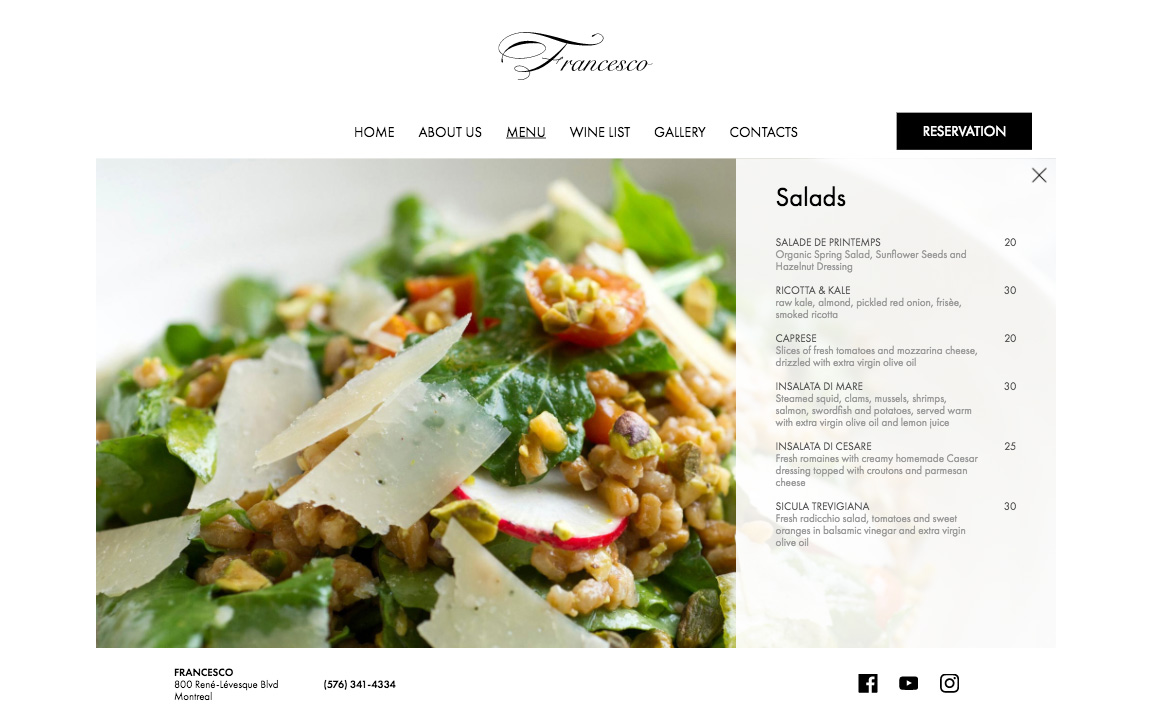 Francesco
HOME ABOUT US MENU WINE LIST GALLERY CONTACTS RESERVATION
Salads
SALADE DE PRINTEMPS 20
Organic Spring Salad, Sunflower Seeds and
Hazelnut Dressing
RICOTTA & KALE 30
raw kale, almond, pickled red onion, frisèe,
smoked ricotta
CAPRESE 20
Slices of fresh tomatoes and mozzarina cheese,
drizzled with extra virgin olive oil
INSALATA DI MARE 30
Steamed squid, clams, mussels, shrimps,
salmon, swordfish and potatoes, served warm
with extra virgin olive oil and lemon juice
INSALATA DI CESARE 25
Fresh romaines with creamy homemade Caesar
dressing topped with croutons and parmesan
cheese
SICULA TREVIGIANA 30
Fresh radicchio salad, tomatoes and sweet
oranges in balsamic vinegar and extra virgin
olive oil
FRANCESCO
800 René-Lévesque Blvd
Montreal
(576) 341-4334